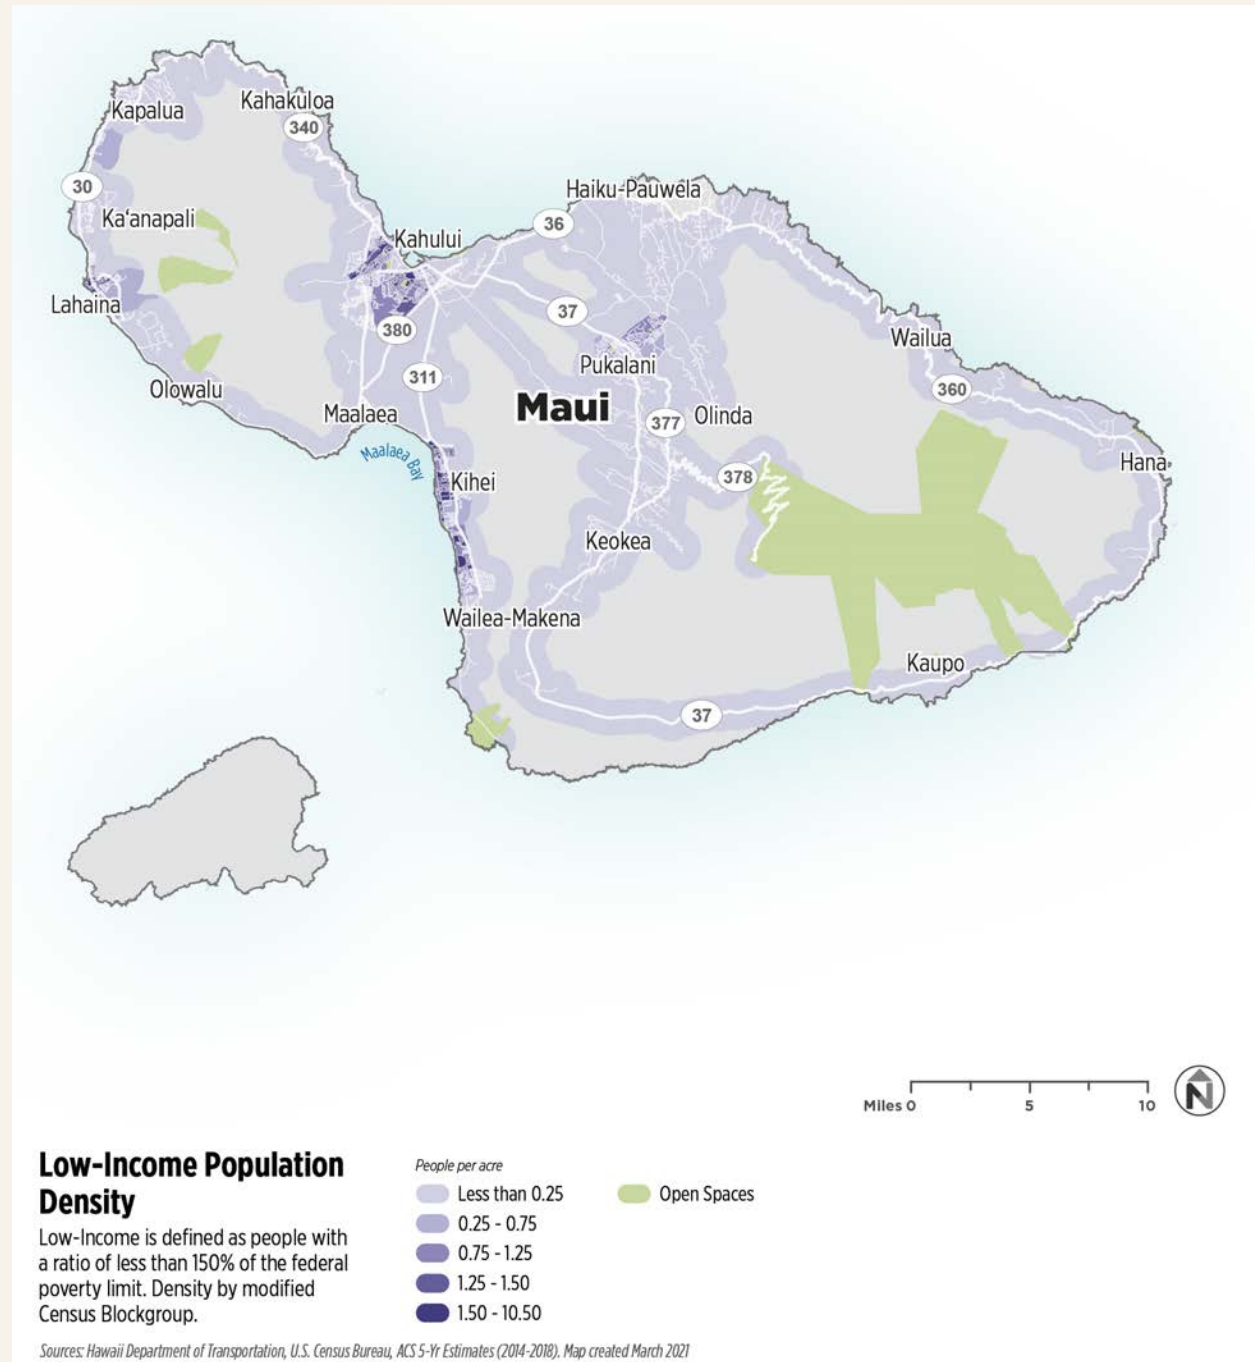 Kapalua
Kahakuloa
340
30
Haiku-Pauwela
Ka'anapali
36
Kahului
Lahaina
37
380
Wailua
Pukalani
311
360
Olowalu
Maui
Maalaea
377
Olinda
Maalaea Bay
Hana
378
Kihei
Keokea
Wailea-Makena
Kaupo
37
Miles 0 5 10
N
Low-Income Population
Density
Low-Income is defined as people with
a ratio of less than 150% of the federal
poverty limit. Density by modified
Census Blockgroup.
People per acre
Less than 0.25
0.25 - 0.75
0.75 - 1.25
1.25 - 1.50
1.50 - 10.50
Open Spaces
Sources: Hawaii Department of Transportation, U.S. Census Bureau, ACS 5-Yr Estimates (2014-2018). Map created March 2021